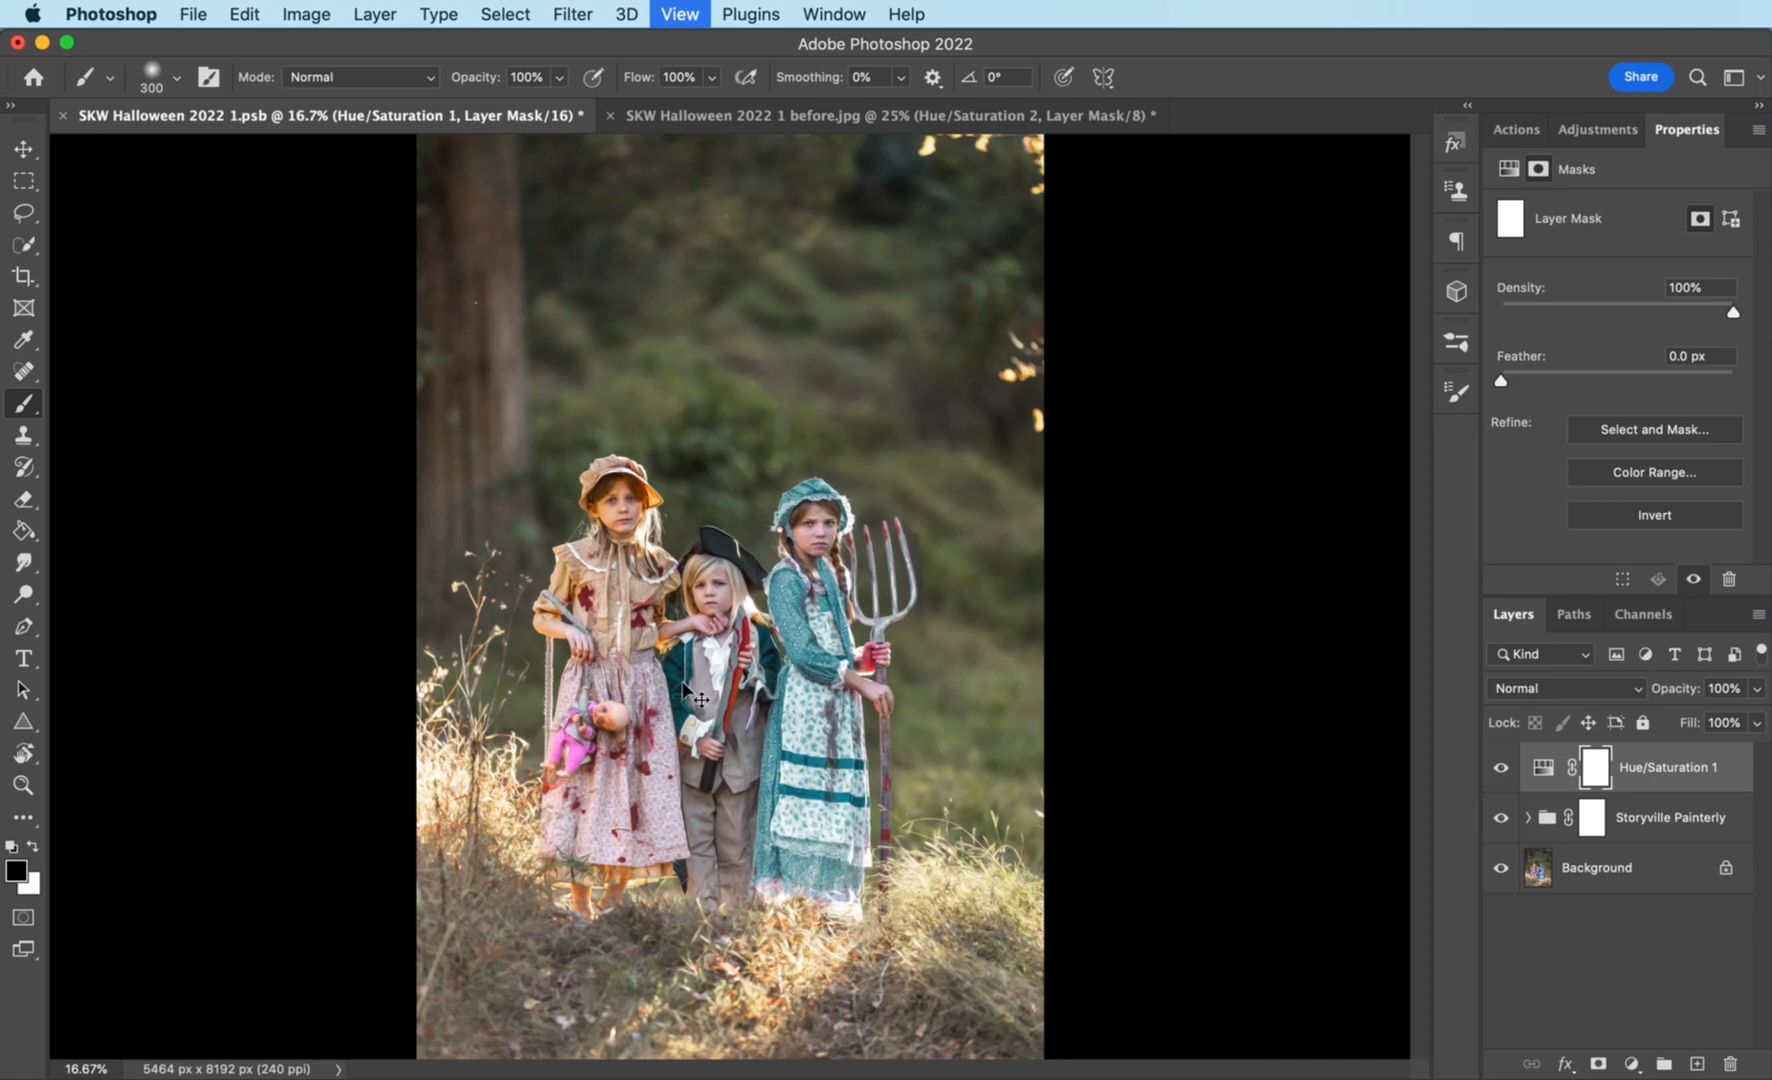 Photoshop File Edit Image Layer Type Select Filter 3D View Plugins Window Help
Adobe Photoshop 2022
300 Mode: Normal Opacity: 100% Flow: 100% Smoothing: 0% 0° Share
SKW Halloween 2022 1.psb @ 16.7% (Hue/Saturation 1, Layer Mask/16) *
SKW Halloween 2022 1 before.jpg @ 25% (Hue/Saturation 2, Layer Mask/8) *
Actions Adjustments Properties
Masks
Layer Mask
Density: 100%
Feather: 0.0 px
Refine: Select and Mask...
Color Range...
Invert
Layers Paths Channels
Kind
Normal Opacity: 100%
Lock: Fill: 100%
Hue/Saturation 1
Storyville Painterly
Background
16.67% 5464 px x 8192 px (240 ppi)